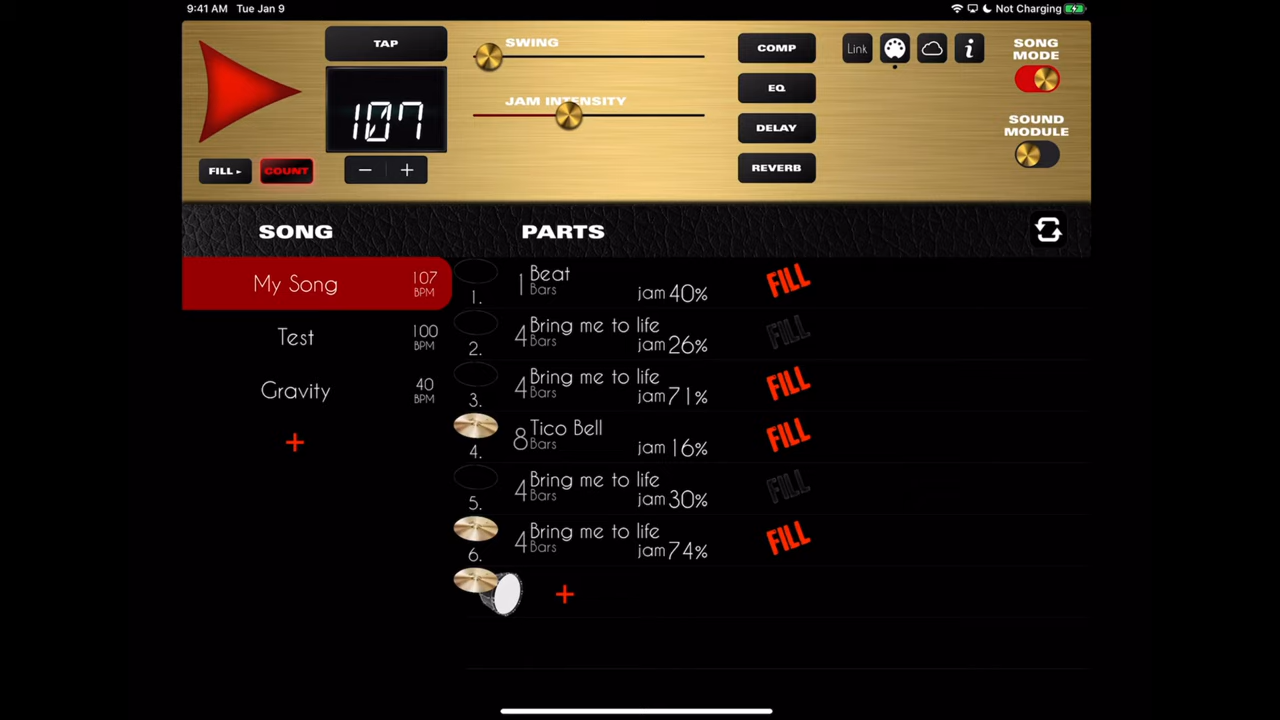 9:41 AM Tue Jan 9
Not Charging
TAP
107
FILL
COUNT
− +
SWING
JAM INTENSITY
COMP
EQ
DELAY
REVERB
Link
i
SONG
MODE
SOUND
MODULE
SONG
PARTS
My Song 107
BPM
Test 100
BPM
Gravity 40
BPM
+
1. 1 Bars Beat jam 40% FILL
2. 4 Bars Bring me to life jam 26% FILL
3. 4 Bars Bring me to life jam 71% FILL
4. 8 Bars Tico Bell jam 16% FILL
5. 4 Bars Bring me to life jam 30% FILL
6. 4 Bars Bring me to life jam 74% FILL
+